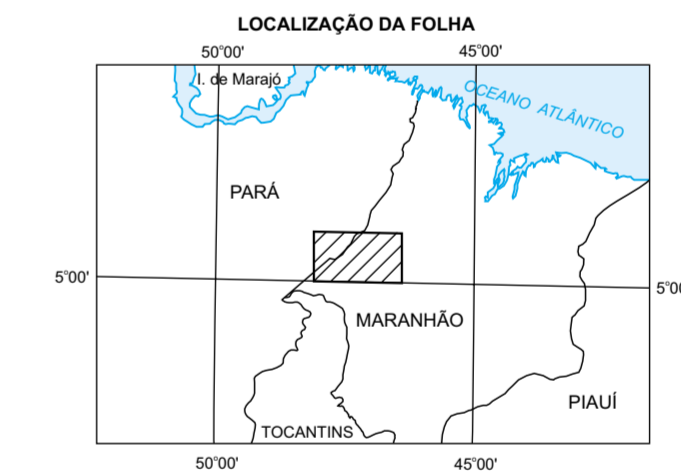 LOCALIZAÇÃO DA FOLHA
50°00' 45°00'
I. de Marajó
OCEANO ATLÂNTICO
PARÁ
5°00' 5°00
MARANHÃO
PIAUÍ
TOCANTINS
50°00' 45°00'